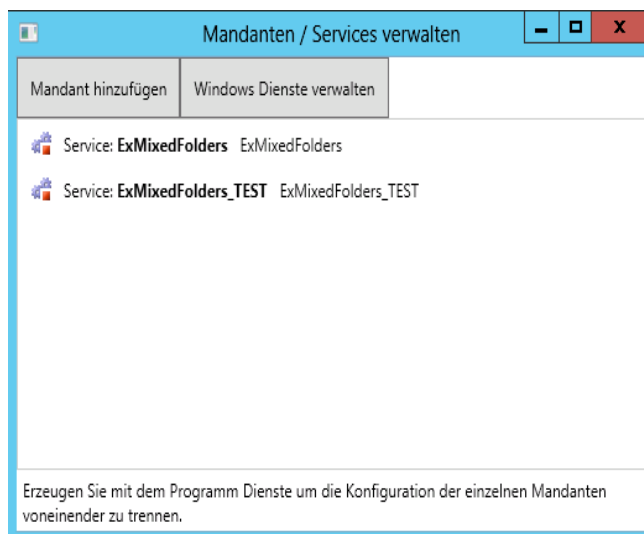 Mandanten / Services verwalten
Mandant hinzufügen Windows Dienste verwalten
Service: ExMixedFolders ExMixedFolders
Service: ExMixedFolders_TEST ExMixedFolders_TEST
Erzeugen Sie mit dem Programm Dienste um die Konfiguration der einzelnen Mandanten
voneinender zu trennen.